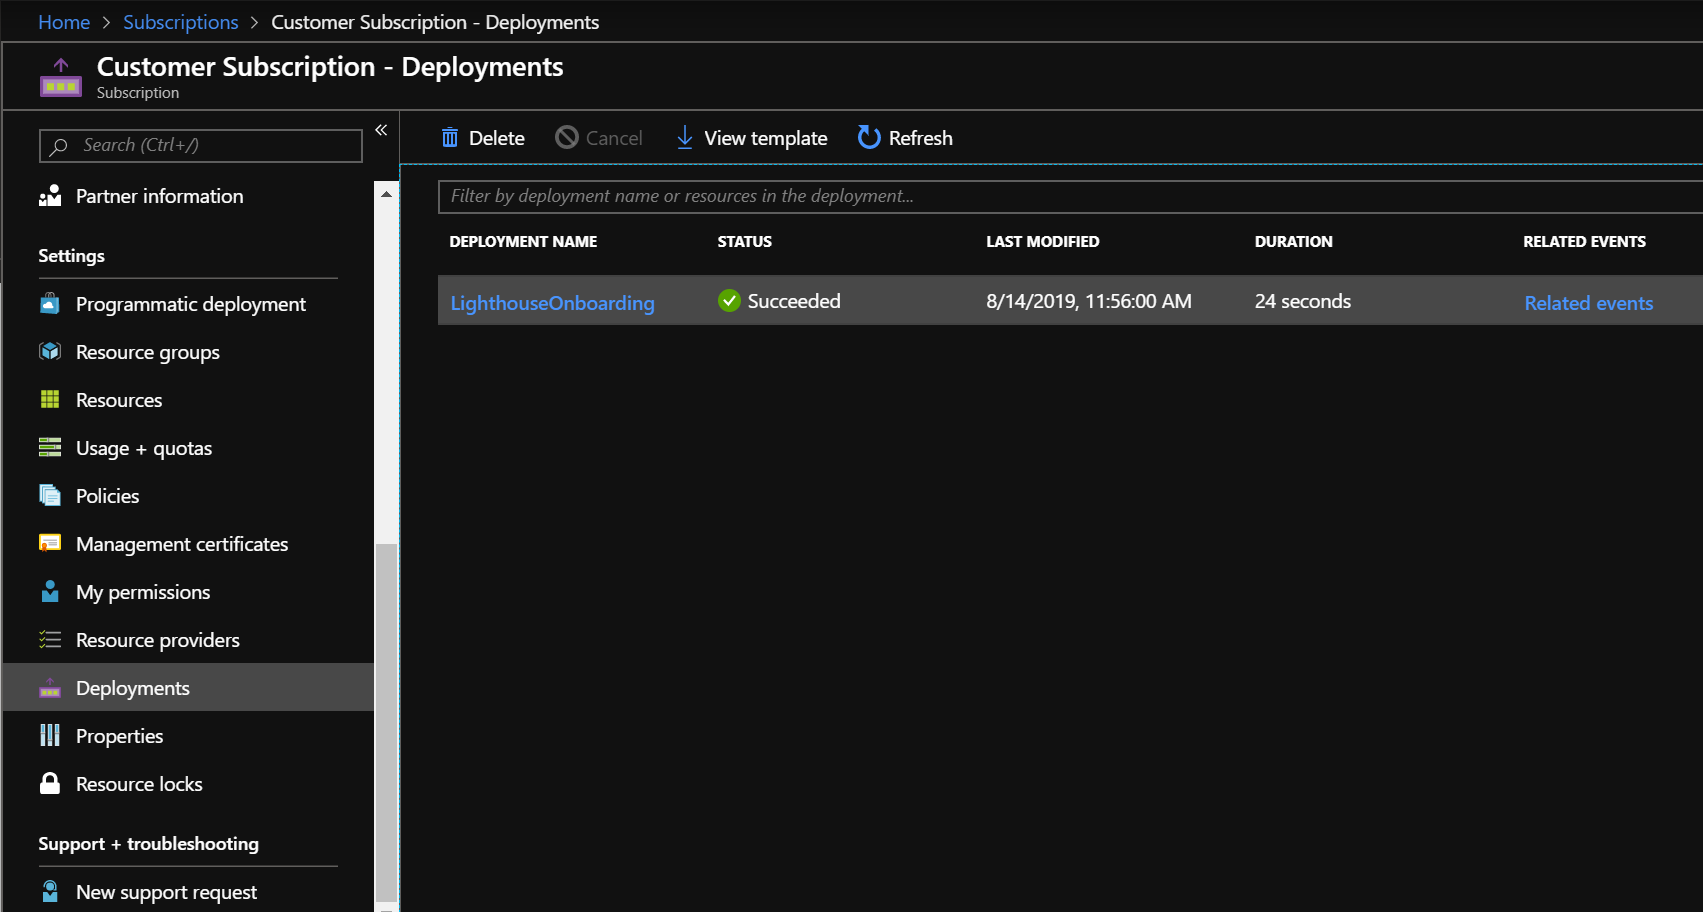 Home > Subscriptions > Customer Subscription - Deployments
Customer Subscription - Deployments
Subscription
Search (Ctrl+/)
«
Partner information
Settings
Programmatic deployment
Resource groups
Resources
Usage + quotas
Policies
Management certificates
My permissions
Resource providers
Deployments
Properties
Resource locks
Support + troubleshooting
New support request
Delete Cancel View template Refresh
Filter by deployment name or resources in the deployment...
DEPLOYMENT NAME STATUS LAST MODIFIED DURATION RELATED EVENTS
LighthouseOnboarding Succeeded 8/14/2019, 11:56:00 AM 24 seconds Related events